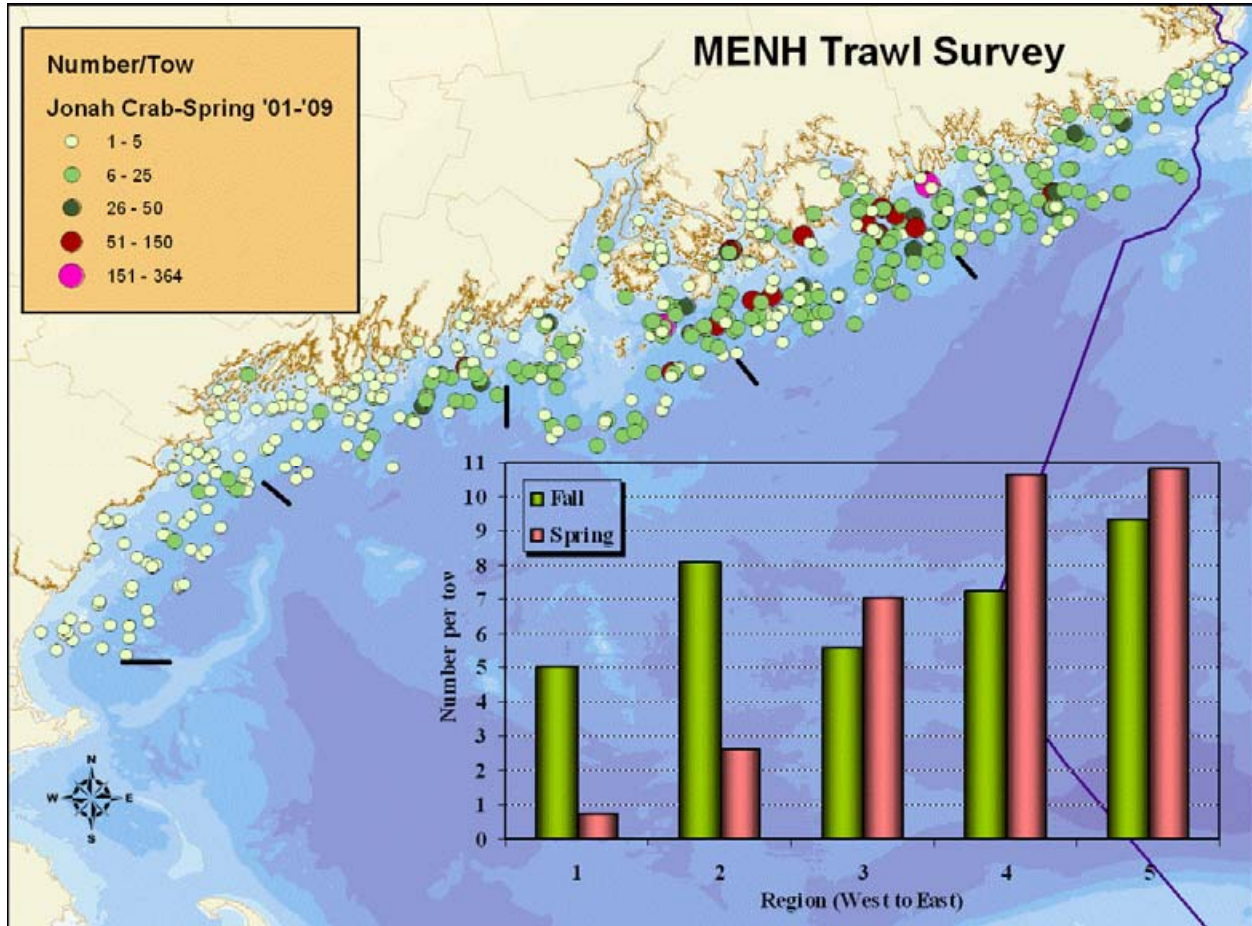 MENH Trawl Survey
Number/Tow
Jonah Crab-Spring '01-'09
1 - 5
6 - 25
26 - 50
51 - 150
151 - 364
N
W E
S
Fall
Spring
Number per tow
11
10
9
8
7
6
5
4
3
2
1
0
1 2 3 4 5
Region (West to East)